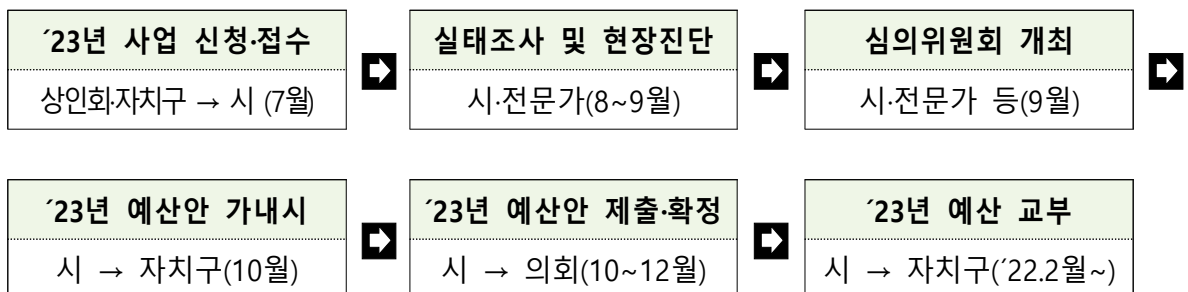 ´23년 사업 신청·접수
상인회·자치구 → 시 (7월)
실태조사 및 현장진단
시·전문가(8~9월)
심의위원회 개최
시·전문가 등(9월)
´23년 예산안 가내시
시 → 자치구(10월)
´23년 예산안 제출·확정
시 → 의회(10~12월)
´23년 예산 교부
시 → 자치구(´22.2월~)